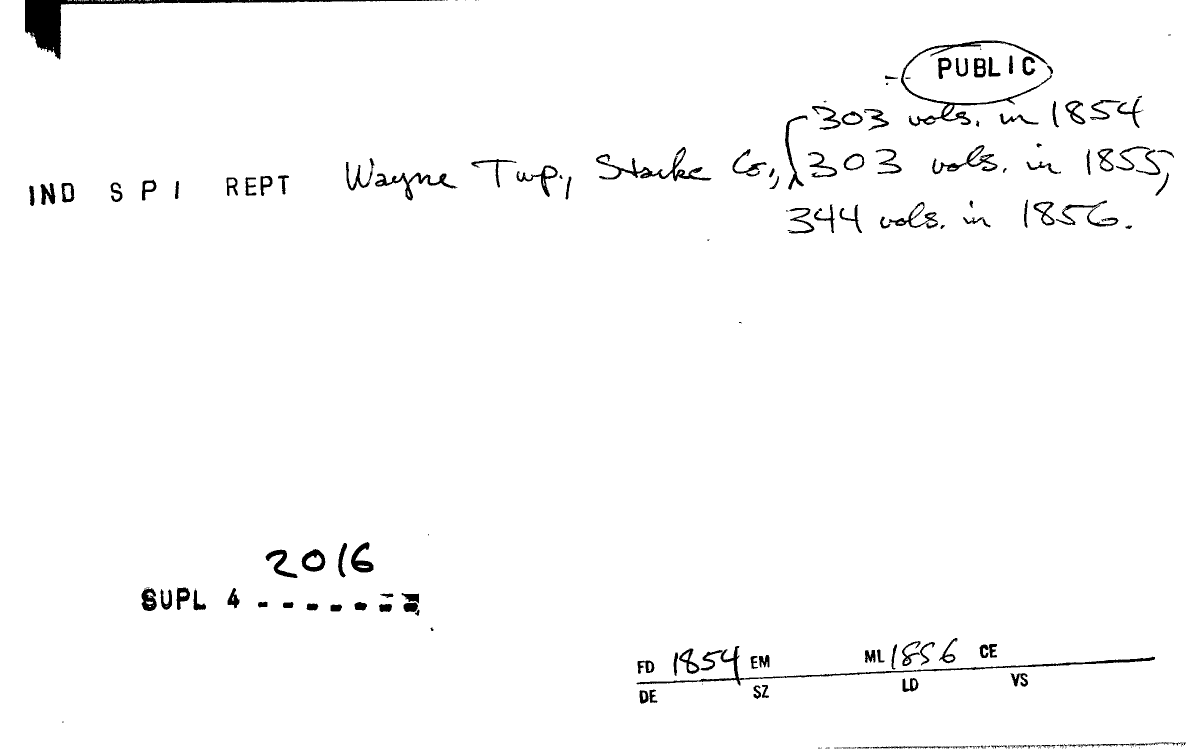 PUBLIC
303 vols. in 1854
IND S P I REPT Wayne Twp., Starke Co., 303 vols. in 1855,
344 vols. in 1856.
2016
SUPL 4 - - - - - - -
FD 1854 EM ML 1856 CE
DE SZ LD VS